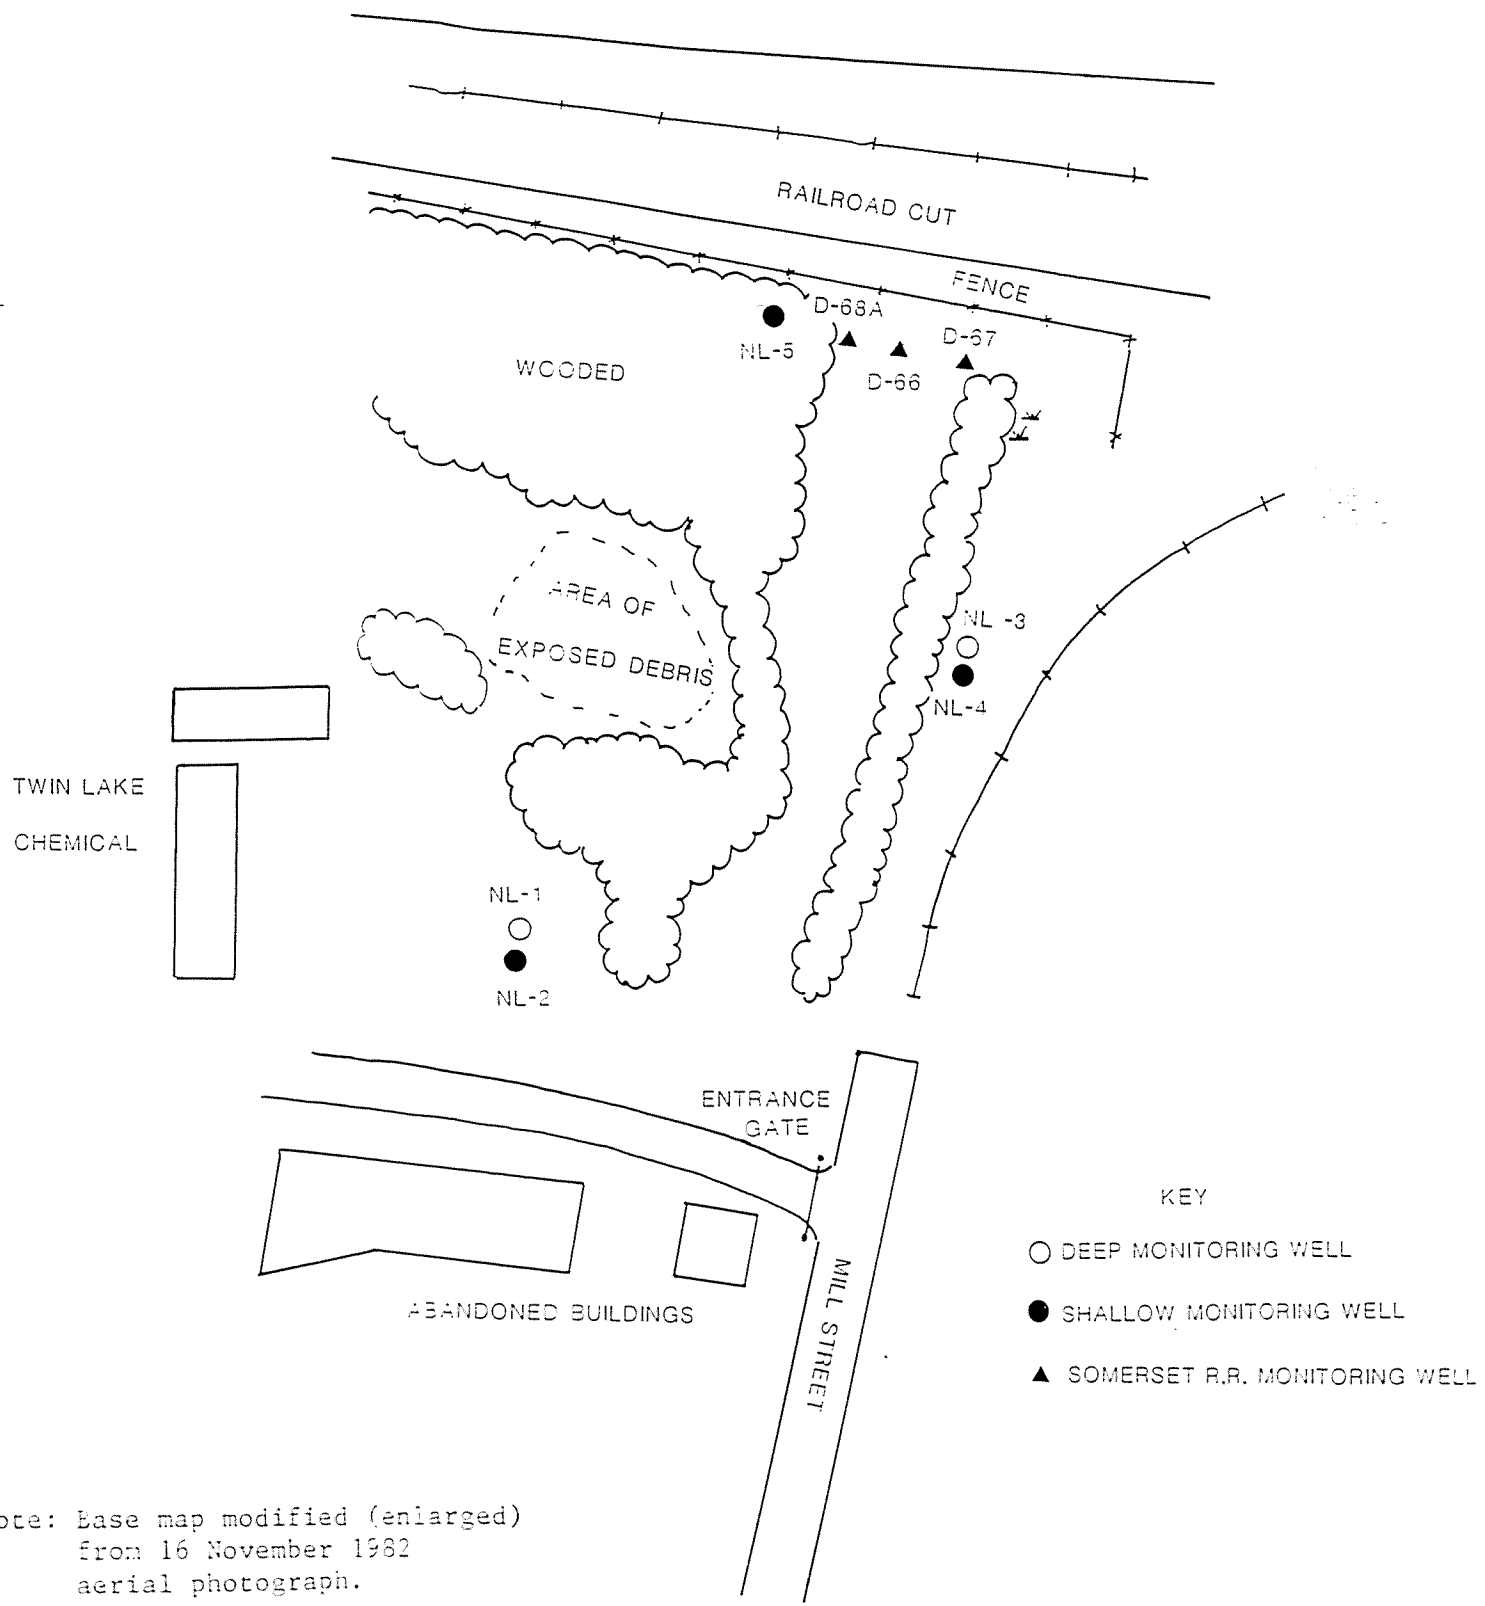 RAILROAD CUT
FENCE
D-68A
D-67
NL-5
D-66
WOODED
AREA OF
EXPOSED DEBRIS
NL-3
NL-4
TWIN LAKE
CHEMICAL
NL-1
NL-2
ENTRANCE
GATE
MILL STREET
ABANDONED BUILDINGS
KEY
DEEP MONITORING WELL
SHALLOW MONITORING WELL
SOMERSET R.R. MONITORING WELL
ote: Base map modified (enlarged)
from 16 November 1982
aerial photograph.